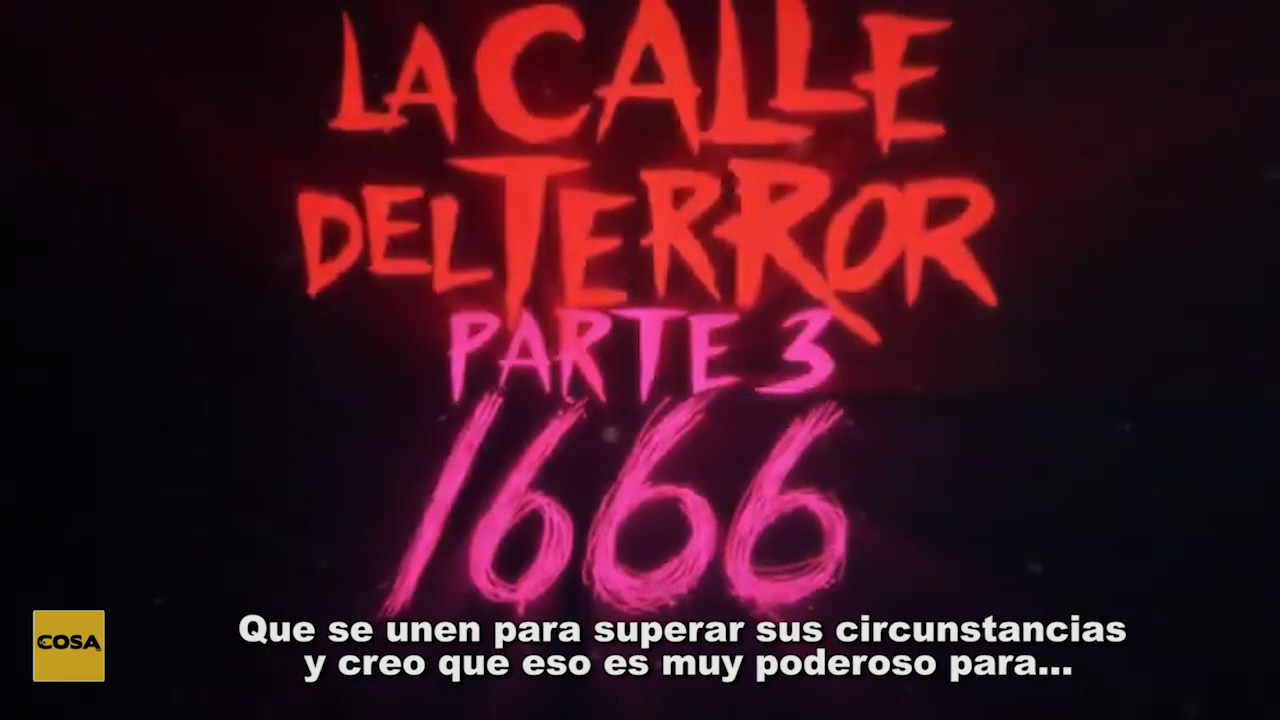 LA CALLE
DEL TERROR
PARTE 3
1666
COSA
Que se unen para superar sus circunstancias
y creo que eso es muy poderoso para...